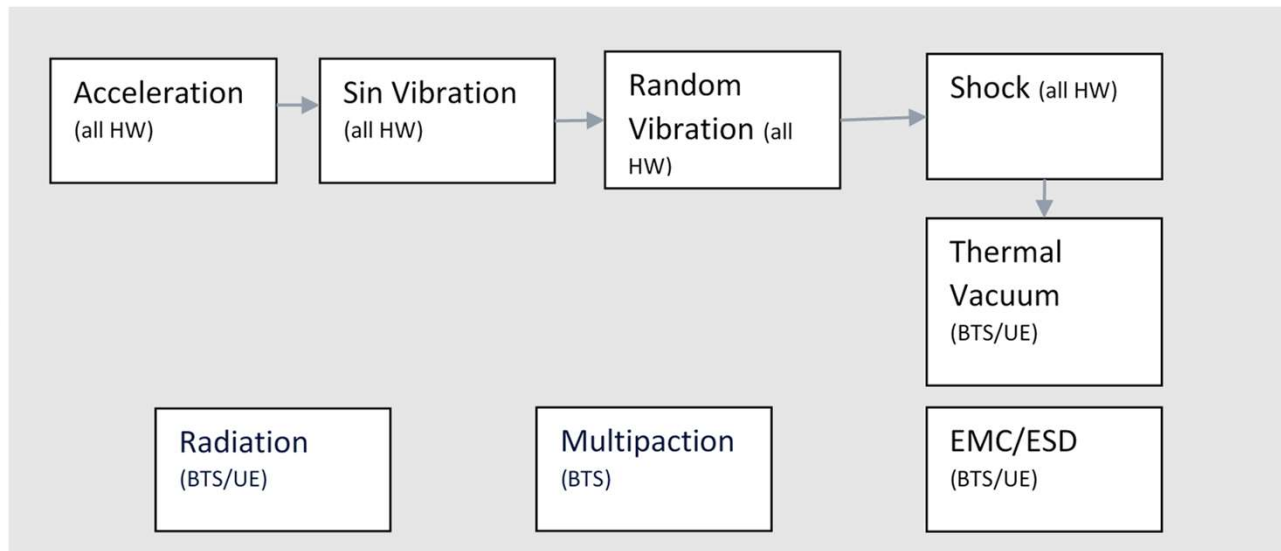 Acceleration
(all HW)
Sin Vibration
(all HW)
Random
Vibration (all
HW)
Shock (all HW)
Thermal
Vacuum
(BTS/UE)
Radiation
(BTS/UE)
Multipaction
(BTS)
EMC/ESD
(BTS/UE)